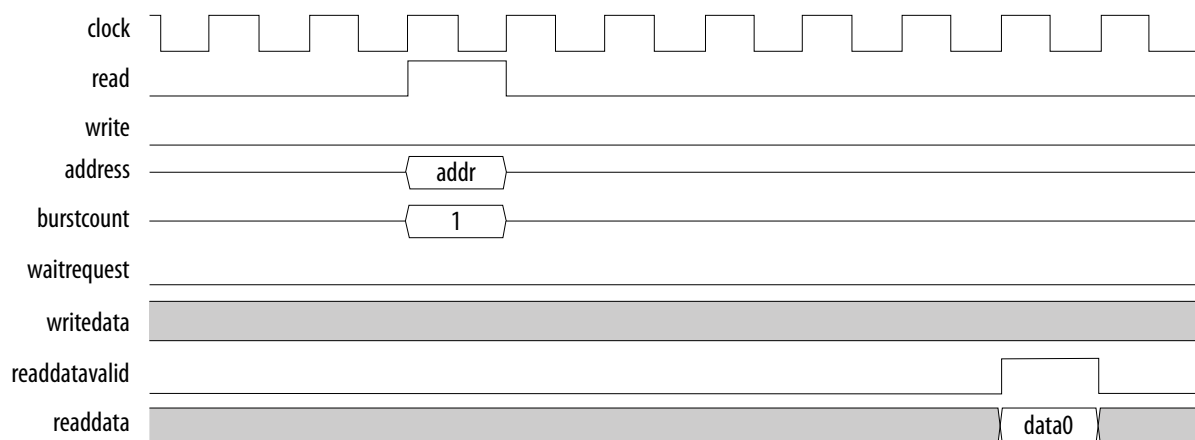 clock
read
write
address addr
burstcount 1
waitrequest
writedata
readdatavalid
readdata data0